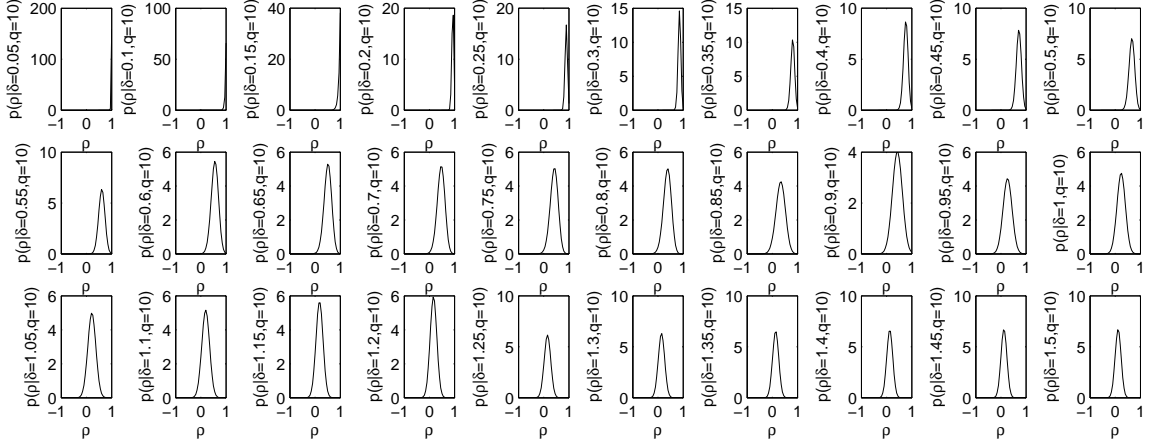 p(ρ|δ=0.05,q=10)
200
100
0
−1 0 1
ρ
p(ρ|δ=0.1,q=10)
100
50
0
−1 0 1
ρ
p(ρ|δ=0.15,q=10)
40
20
0
−1 0 1
ρ
p(ρ|δ=0.2,q=10)
20
10
0
−1 0 1
ρ
p(ρ|δ=0.25,q=10)
20
10
0
−1 0 1
ρ
p(ρ|δ=0.3,q=10)
15
10
5
0
−1 0 1
ρ
p(ρ|δ=0.35,q=10)
15
10
5
0
−1 0 1
ρ
p(ρ|δ=0.4,q=10)
10
5
0
−1 0 1
ρ
p(ρ|δ=0.45,q=10)
10
5
0
−1 0 1
ρ
p(ρ|δ=0.5,q=10)
10
5
0
−1 0 1
ρ
p(ρ|δ=0.55,q=10)
10
5
0
−1 0 1
ρ
p(ρ|δ=0.6,q=10)
6
4
2
0
−1 0 1
ρ
p(ρ|δ=0.65,q=10)
6
4
2
0
−1 0 1
ρ
p(ρ|δ=0.7,q=10)
6
4
2
0
−1 0 1
ρ
p(ρ|δ=0.75,q=10)
6
4
2
0
−1 0 1
ρ
p(ρ|δ=0.8,q=10)
6
4
2
0
−1 0 1
ρ
p(ρ|δ=0.85,q=10)
6
4
2
0
−1 0 1
ρ
p(ρ|δ=0.9,q=10)
4
2
0
−1 0 1
ρ
p(ρ|δ=0.95,q=10)
6
4
2
0
−1 0 1
ρ
p(ρ|δ=1,q=10)
6
4
2
0
−1 0 1
ρ
p(ρ|δ=1.05,q=10)
6
4
2
0
−1 0 1
ρ
p(ρ|δ=1.1,q=10)
6
4
2
0
−1 0 1
ρ
p(ρ|δ=1.15,q=10)
6
4
2
0
−1 0 1
ρ
p(ρ|δ=1.2,q=10)
6
4
2
0
−1 0 1
ρ
p(ρ|δ=1.25,q=10)
10
5
0
−1 0 1
ρ
p(ρ|δ=1.3,q=10)
10
5
0
−1 0 1
ρ
p(ρ|δ=1.35,q=10)
10
5
0
−1 0 1
ρ
p(ρ|δ=1.4,q=10)
10
5
0
−1 0 1
ρ
p(ρ|δ=1.45,q=10)
10
5
0
−1 0 1
ρ
p(ρ|δ=1.5,q=10)
10
5
0
−1 0 1
ρ